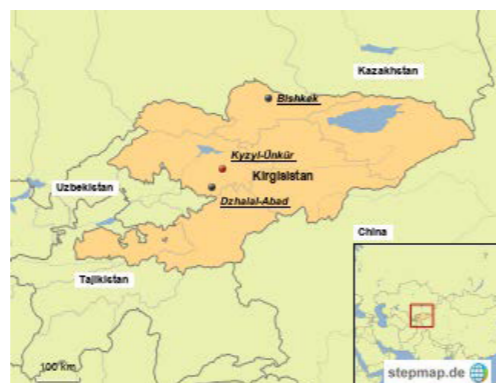 Kazakhstan
Bishkek
Kyzyl-Ünkür
Kirgisistan
Uzbekistan
Dzhalal-Abad
China
Tajikistan
100 km
stepmap.de